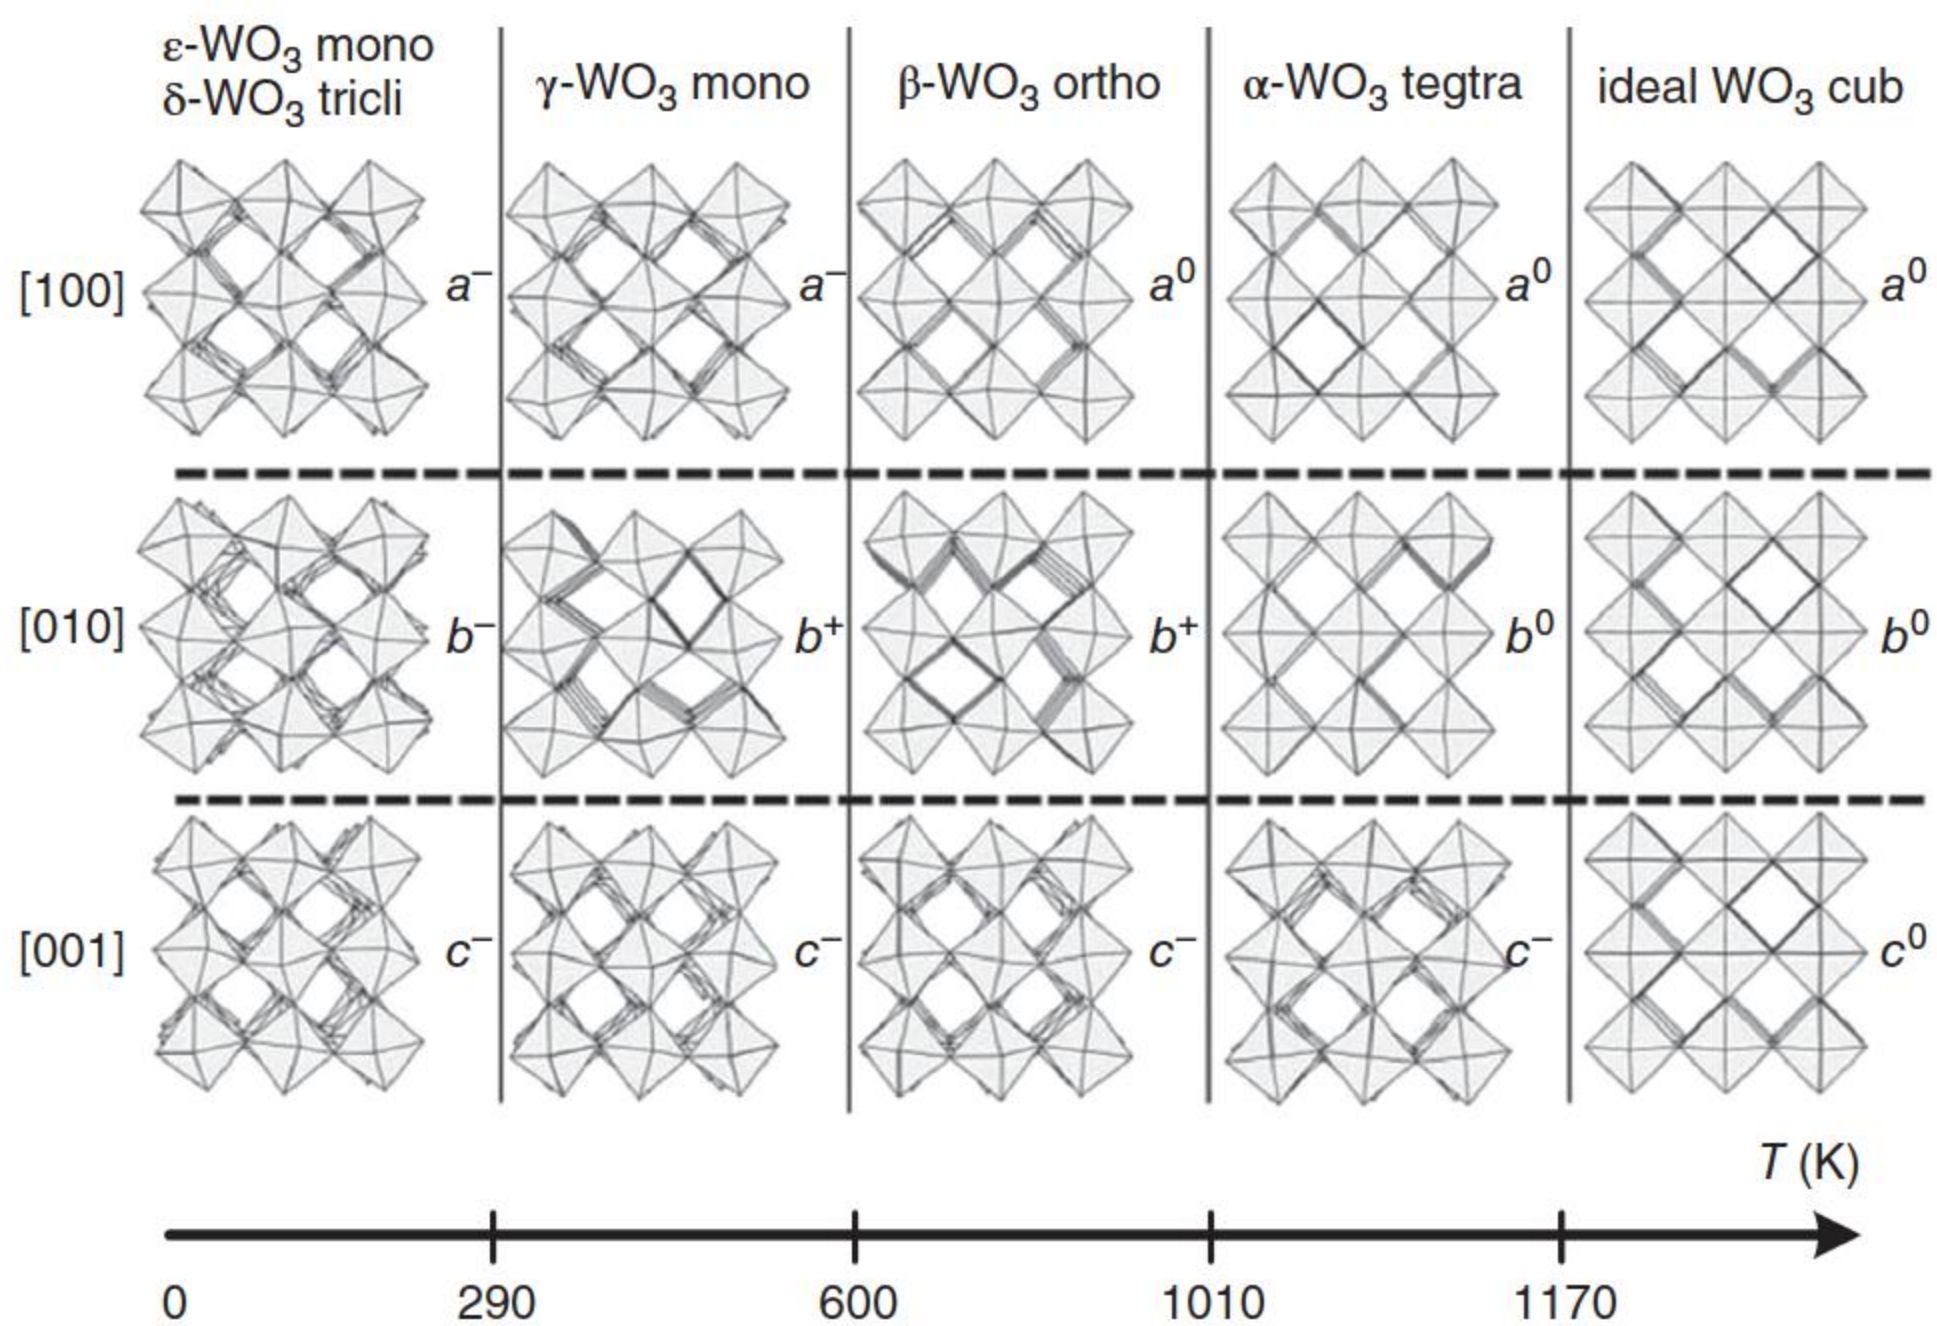 ε-WO₃ mono
δ-WO₃ tricli
γ-WO₃ mono
β-WO₃ ortho
α-WO₃ tegtra
ideal WO₃ cub
[100] a⁻ a⁻ a⁰ a⁰ a⁰
[010] b⁻ b⁺ b⁺ b⁰ b⁰
[001] c⁻ c⁻ c⁻ c⁻ c⁰
T (K)
0 290 600 1010 1170